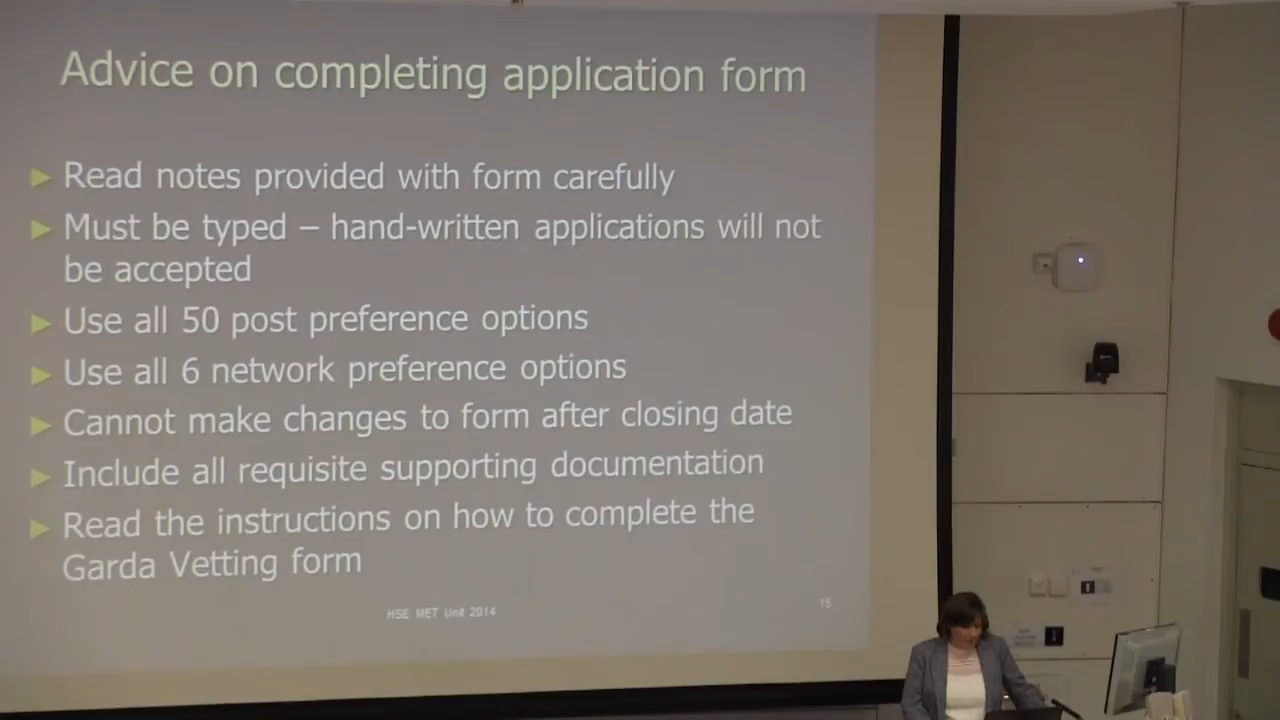 Advice on completing application form
► Read notes provided with form carefully
► Must be typed – hand-written applications will not
be accepted
► Use all 50 post preference options
► Use all 6 network preference options
► Cannot make changes to form after closing date
► Include all requisite supporting documentation
► Read the instructions on how to complete the
Garda Vetting form
HSE MET Unit 2014
15